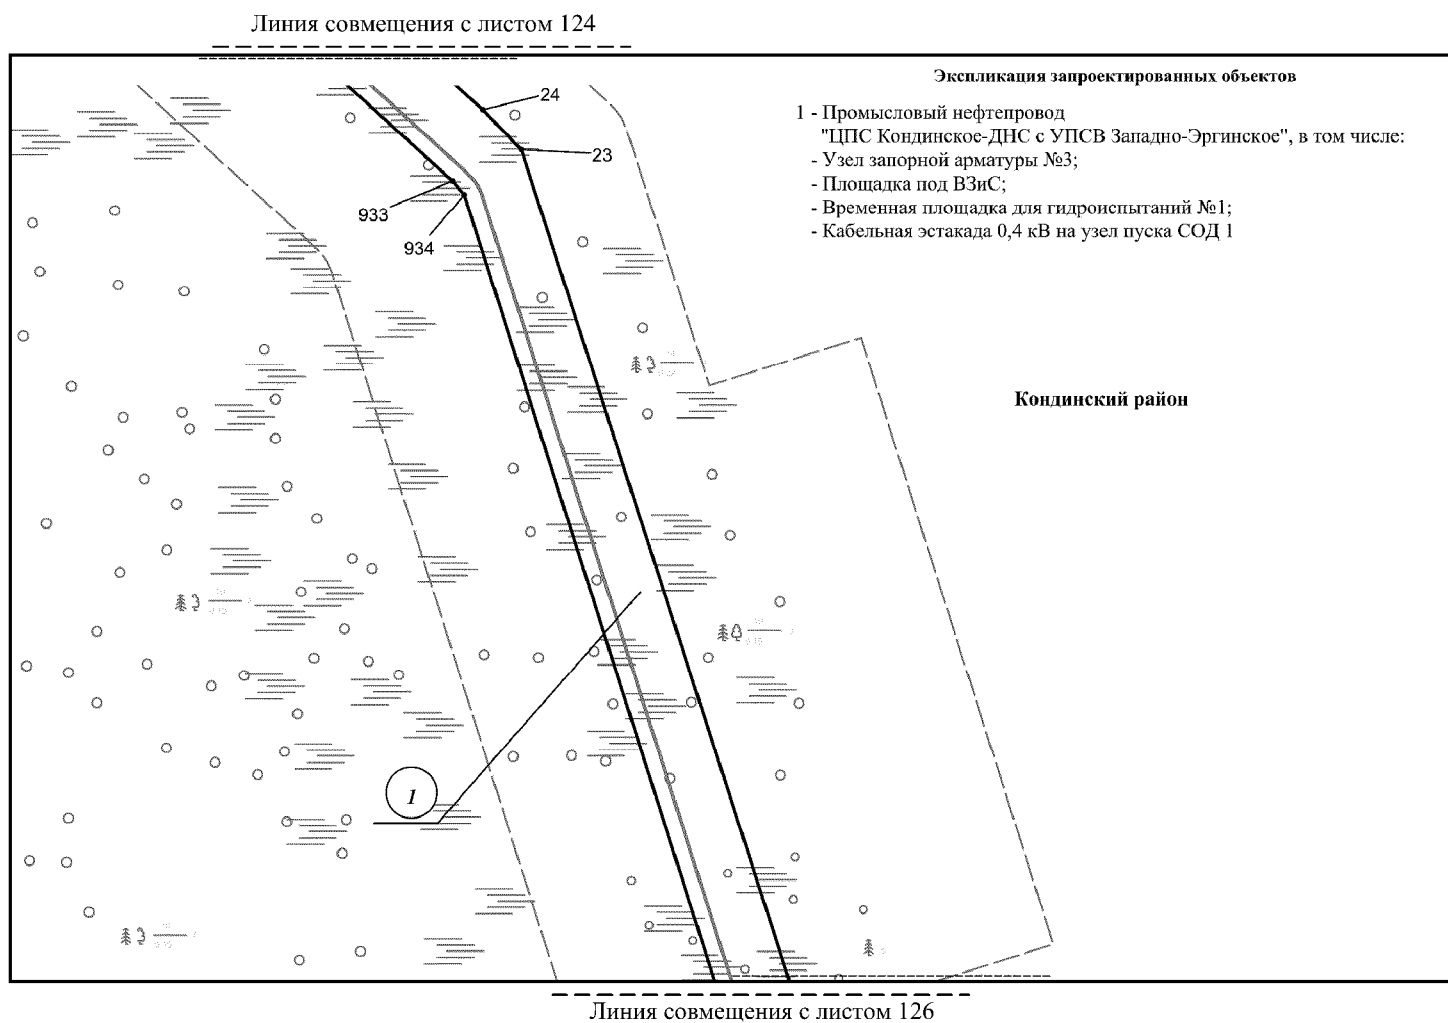 Линия совмещения с листом 124
Экспликация запроектированных объектов
1 - Промысловый нефтепровод
"ЦПС Кондинское-ДНС с УПСВ Западно-Эргинское", в том числе:
- Узел запорной арматуры №3;
- Площадка под ВЗиС;
- Временная площадка для гидроиспытаний №1;
- Кабельная эстакада 0,4 кВ на узел пуска СОД 1
24
23
933
934
Кондинский район
1
Линия совмещения с листом 126